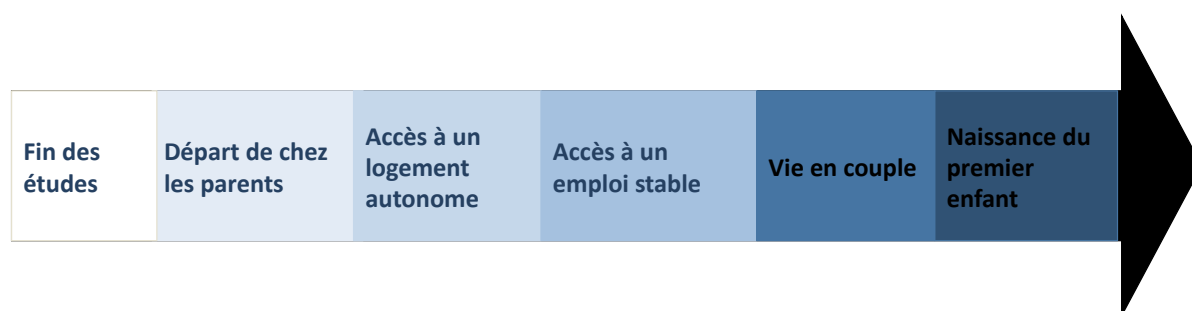 Fin des
études
Départ de chez
les parents
Accès à un
logement
autonome
Accès à un
emploi stable
Vie en couple
Naissance du
premier
enfant